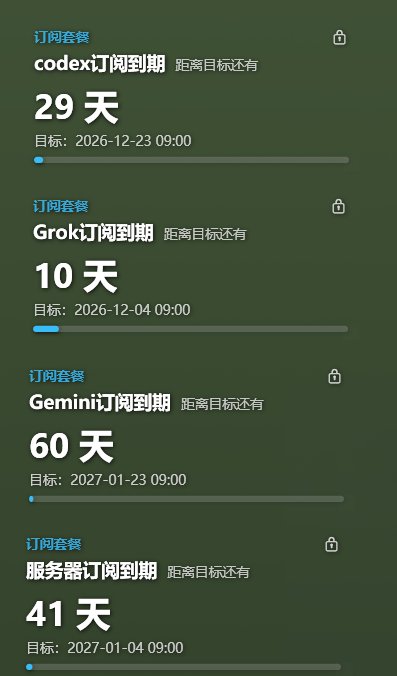 订阅套餐
codex订阅到期 距离目标还有
29 天
目标：2026-12-23 09:00
订阅套餐
Grok订阅到期 距离目标还有
10 天
目标：2026-12-04 09:00
订阅套餐
Gemini订阅到期 距离目标还有
60 天
目标：2027-01-23 09:00
订阅套餐
服务器订阅到期 距离目标还有
41 天
目标：2027-01-04 09:00